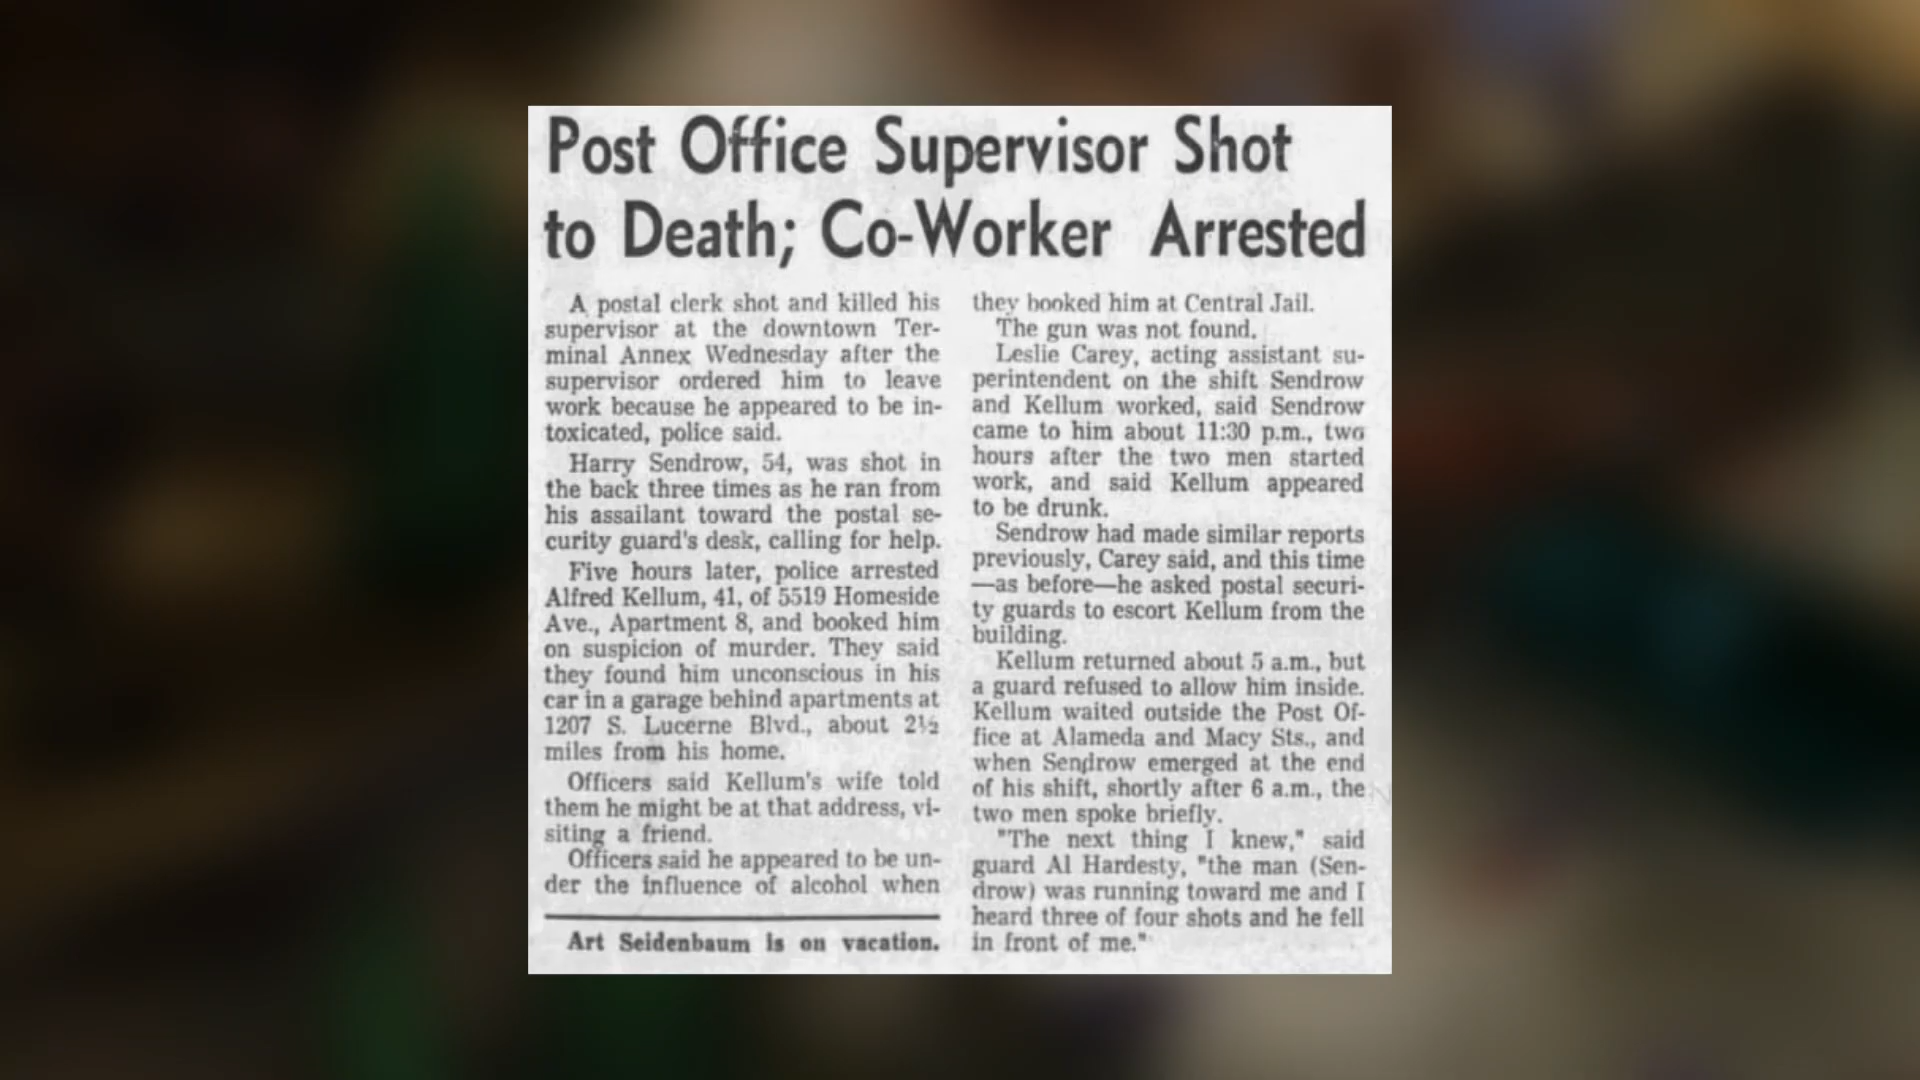 Post Office Supervisor Shot
to Death; Co-Worker Arrested
A postal clerk shot and killed his
supervisor at the downtown Ter-
minal Annex Wednesday after the
supervisor ordered him to leave
work because he appeared to be in-
toxicated, police said.
Harry Sendrow, 54, was shot in
the back three times as he ran from
his assailant toward the postal se-
curity guard's desk, calling for help.
Five hours later, police arrested
Alfred Kellum, 41, of 5519 Homeside
Ave., Apartment 8, and booked him
on suspicion of murder. They said
they found him unconscious in his
car in a garage behind apartments at
1207 S. Lucerne Blvd., about 2½
miles from his home.
Officers said Kellum's wife told
them he might be at that address, vi-
siting a friend.
Officers said he appeared to be un-
der the influence of alcohol when
Art Seidenbaum is on vacation.
they booked him at Central Jail.
The gun was not found.
Leslie Carey, acting assistant su-
perintendent on the shift Sendrow
and Kellum worked, said Sendrow
came to him about 11:30 p.m., two
hours after the two men started
work, and said Kellum appeared
to be drunk.
Sendrow had made similar reports
previously, Carey said, and this time
—as before—he asked postal securi-
ty guards to escort Kellum from the
building.
Kellum returned about 5 a.m., but
a guard refused to allow him inside.
Kellum waited outside the Post Of-
fice at Alameda and Macy Sts., and
when Sendrow emerged at the end
of his shift, shortly after 6 a.m., the
two men spoke briefly.
"The next thing I knew," said
guard Al Hardesty, "the man (Sen-
drow) was running toward me and I
heard three of four shots and he fell
in front of me."